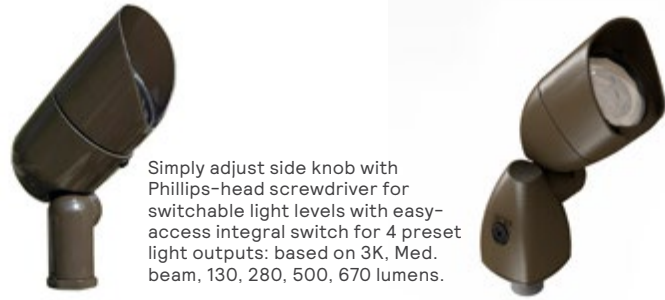 Simply adjust side knob with
Phillips-head screwdriver for
switchable light levels with easy-
access integral switch for 4 preset
light outputs: based on 3K, Med.
beam, 130, 280, 500, 670 lumens.